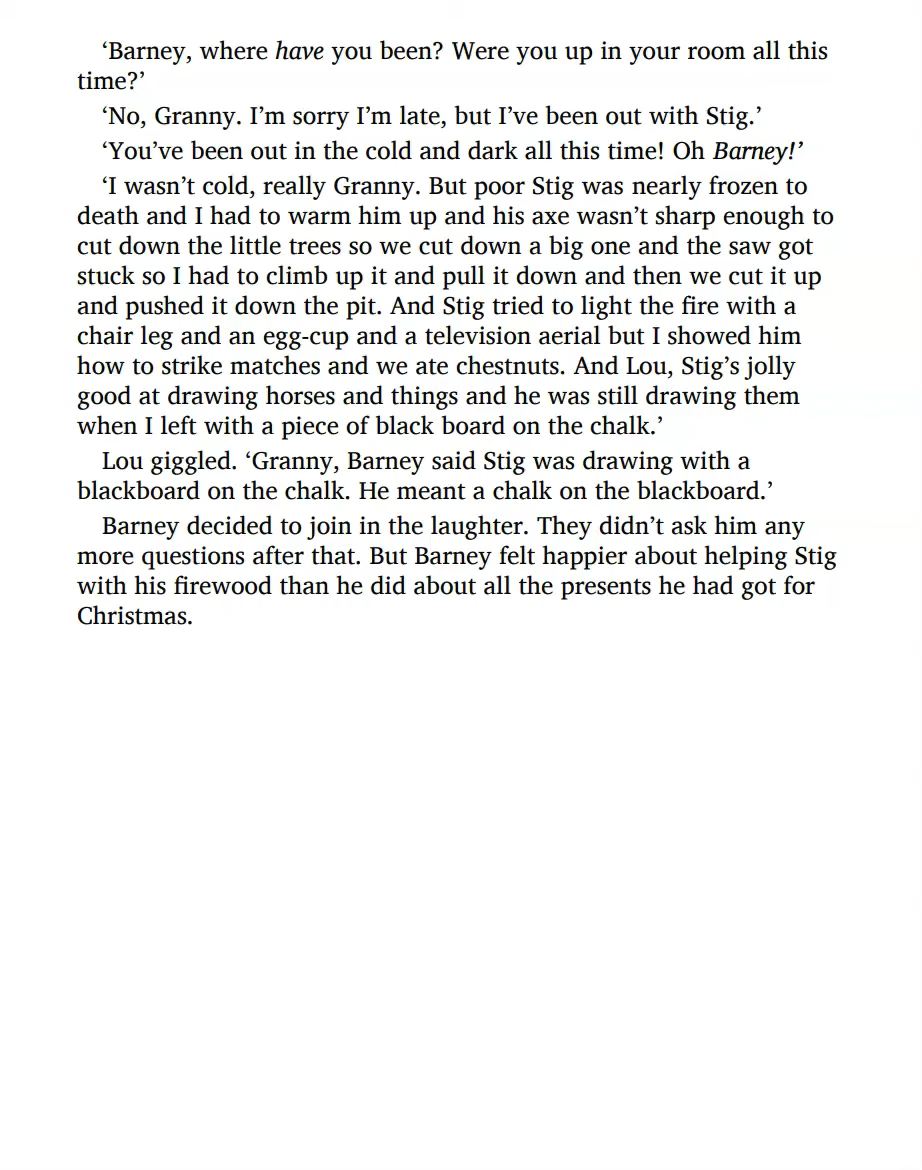 ‘Barney, where have you been? Were you up in your room all this
time?’
‘No, Granny. I’m sorry I’m late, but I’ve been out with Stig.’
‘You’ve been out in the cold and dark all this time! Oh Barney!’
‘I wasn’t cold, really Granny. But poor Stig was nearly frozen to
death and I had to warm him up and his axe wasn’t sharp enough to
cut down the little trees so we cut down a big one and the saw got
stuck so I had to climb up it and pull it down and then we cut it up
and pushed it down the pit. And Stig tried to light the fire with a
chair leg and an egg-cup and a television aerial but I showed him
how to strike matches and we ate chestnuts. And Lou, Stig’s jolly
good at drawing horses and things and he was still drawing them
when I left with a piece of black board on the chalk.’
Lou giggled. ‘Granny, Barney said Stig was drawing with a
blackboard on the chalk. He meant a chalk on the blackboard.’
Barney decided to join in the laughter. They didn’t ask him any
more questions after that. But Barney felt happier about helping Stig
with his firewood than he did about all the presents he had got for
Christmas.